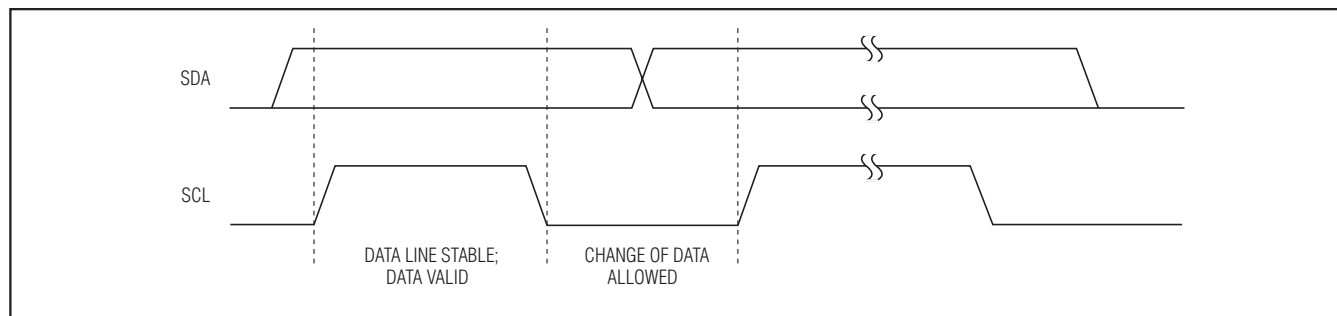 SDA
SCL
DATA LINE STABLE;
DATA VALID
CHANGE OF DATA
ALLOWED